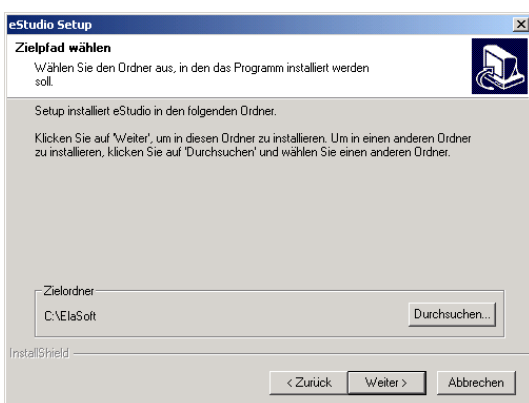 eStudio Setup
Zielpfad wählen
Wählen Sie den Ordner aus, in den das Programm installiert werden
soll.
Setup installiert eStudio in den folgenden Ordner.
Klicken Sie auf 'Weiter', um in diesen Ordner zu installieren. Um in einen anderen Ordner
zu installieren, klicken Sie auf 'Durchsuchen' und wählen Sie einen anderen Ordner.
Zielordner
C:\ElaSoft
Durchsuchen...
InstallShield
< Zurück
Weiter >
Abbrechen